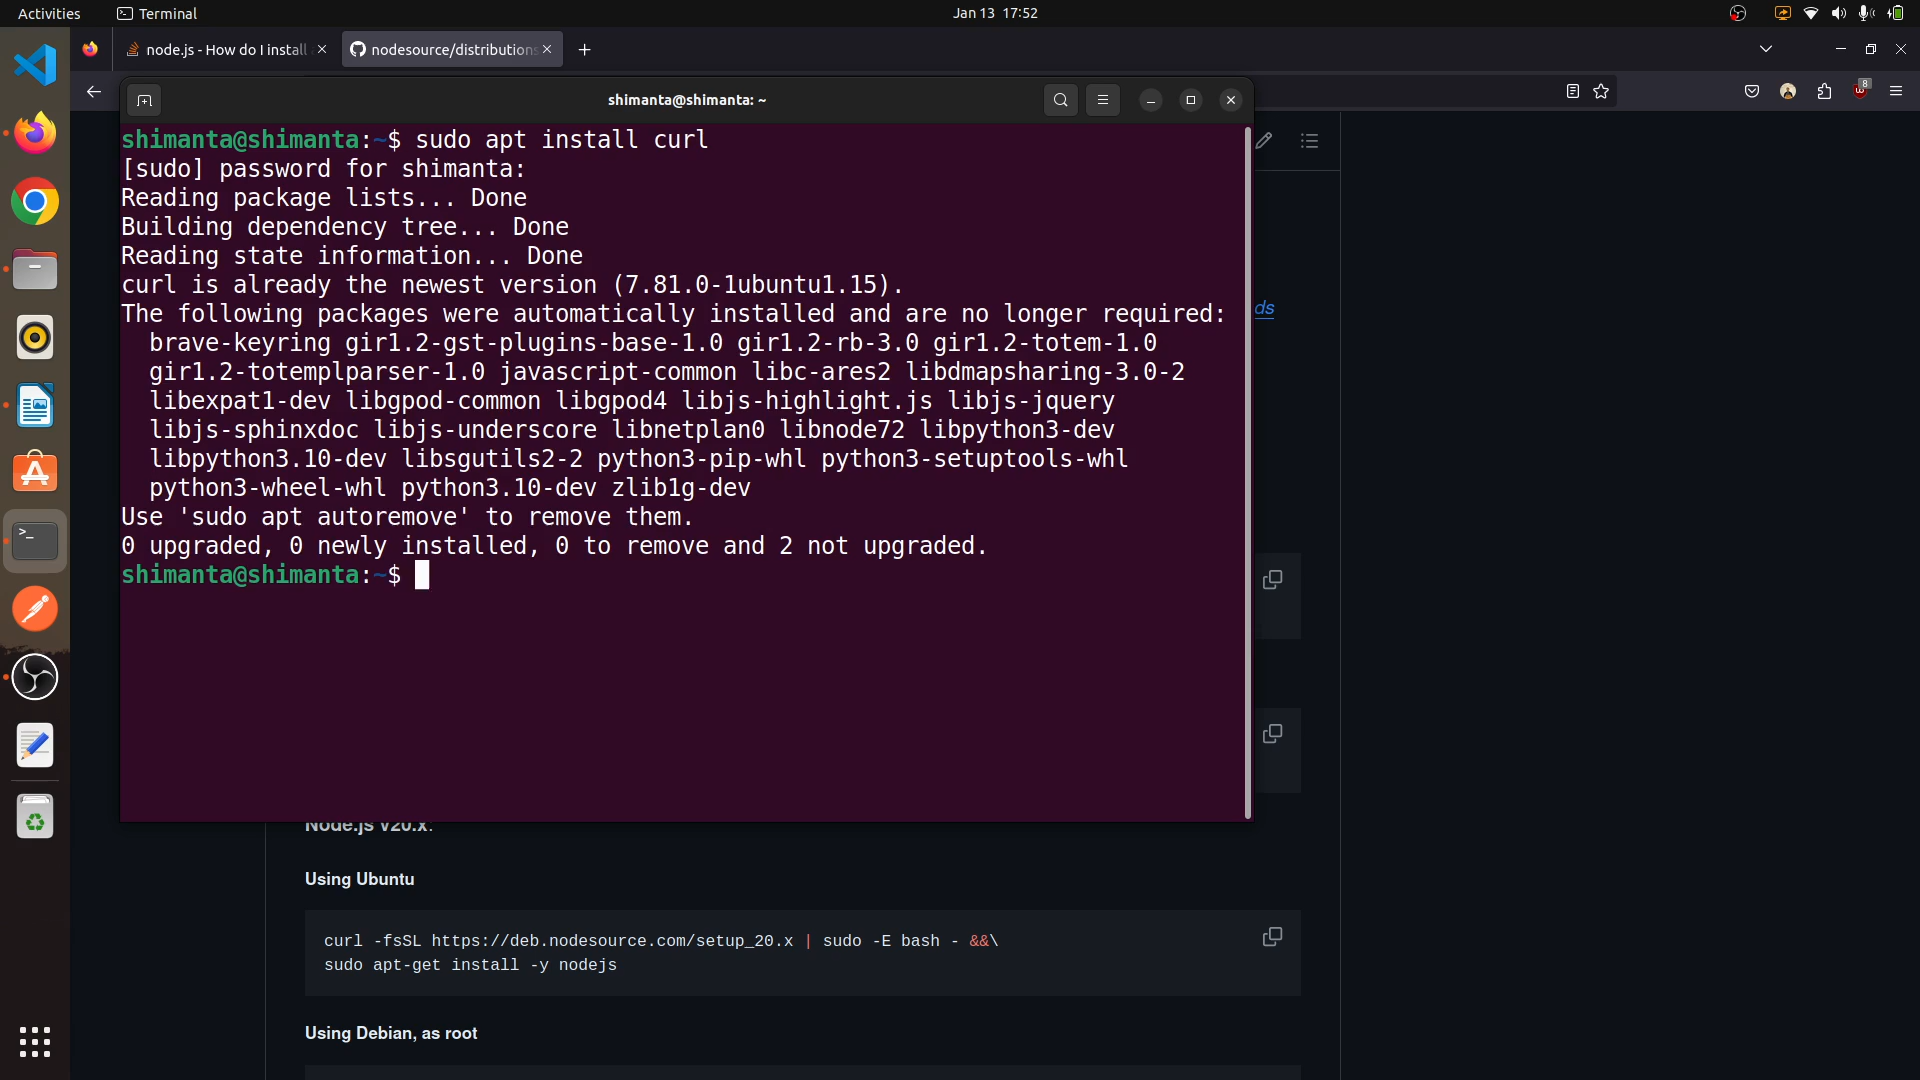 Activities
Terminal
Jan 13 17:52
node.js - How do I install
nodesource/distributions
8
shimanta@shimanta: ~
shimanta@shimanta:~$ sudo apt install curl
[sudo] password for shimanta:
Reading package lists... Done
Building dependency tree... Done
Reading state information... Done
curl is already the newest version (7.81.0-1ubuntu1.15).
The following packages were automatically installed and are no longer required:
  brave-keyring gir1.2-gst-plugins-base-1.0 gir1.2-rb-3.0 gir1.2-totem-1.0
  gir1.2-totemplparser-1.0 javascript-common libc-ares2 libdmapsharing-3.0-2
  libexpat1-dev libgpod-common libgpod4 libjs-highlight.js libjs-jquery
  libjs-sphinxdoc libjs-underscore libnetplan0 libnode72 libpython3-dev
  libpython3.10-dev libsgutils2-2 python3-pip-whl python3-setuptools-whl
  python3-wheel-whl python3.10-dev zlib1g-dev
Use 'sudo apt autoremove' to remove them.
0 upgraded, 0 newly installed, 0 to remove and 2 not upgraded.
shimanta@shimanta:~$
ds
Node.js v20.x:
Using Ubuntu
curl -fsSL https://deb.nodesource.com/setup_20.x | sudo -E bash - &&\
sudo apt-get install -y nodejs
Using Debian, as root